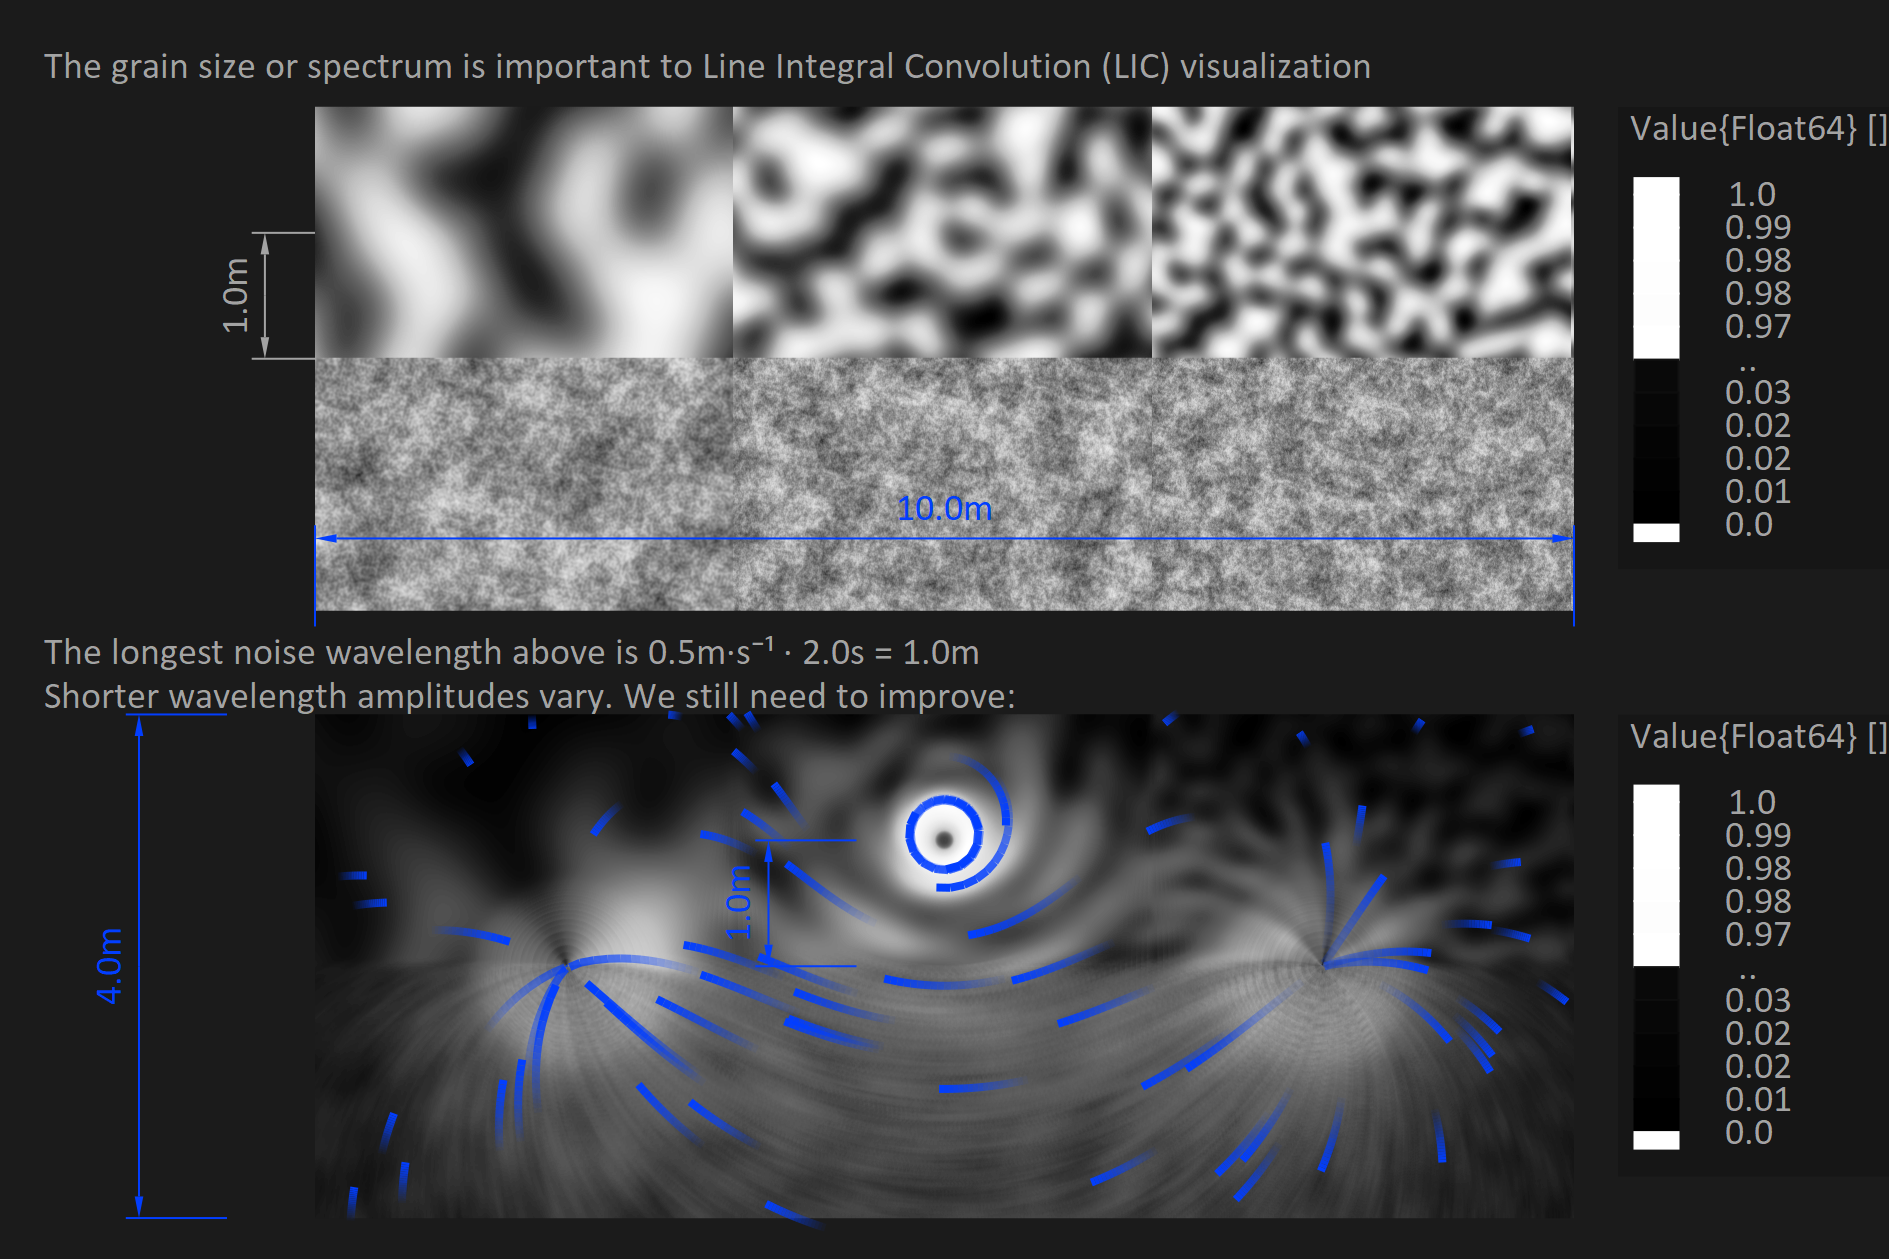 The grain size or spectrum is important to Line Integral Convolution (LIC) visualization
Value{Float64} []
1.0
0.99
0.98
0.98
0.97
..
0.03
0.02
0.02
0.01
0.0
1.0m
10.0m
The longest noise wavelength above is 0.5m·s⁻¹ · 2.0s = 1.0m
Shorter wavelength amplitudes vary. We still need to improve:
Value{Float64} []
1.0
0.99
0.98
0.98
0.97
..
0.03
0.02
0.02
0.01
0.0
1.0m
4.0m